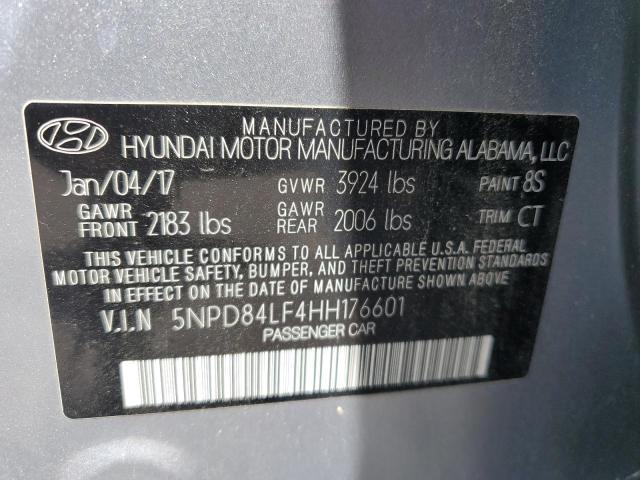 MANUFACTURED BY
HYUNDAI MOTOR MANUFACTURING ALABAMA, LLC
Jan/04/17 GVWR 3924 lbs PAINT 8S
GAWR FRONT 2183 lbs GAWR REAR 2006 lbs TRIM CT
THIS VEHICLE CONFORMS TO ALL APPLICABLE U.S.A. FEDERAL
MOTOR VEHICLE SAFETY, BUMPER, AND THEFT PREVENTION STANDARDS
IN EFFECT ON THE DATE OF MANUFACTURE SHOWN ABOVE.
V.I.N 5NPD84LF4HH176601
PASSENGER CAR